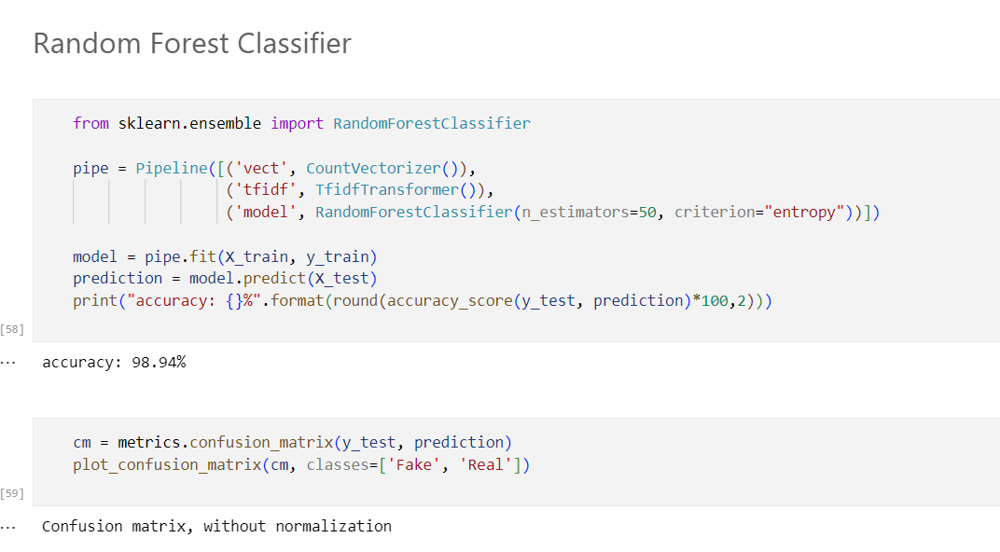 Random Forest Classifier
from sklearn.ensemble import RandomForestClassifier
pipe = Pipeline([('vect', CountVectorizer()),
('tfidf', TfidfTransformer()),
('model', RandomForestClassifier(n_estimators=50, criterion="entropy"))])
model = pipe.fit(X_train, y_train)
prediction = model.predict(X_test)
print("accuracy: {}%".format(round(accuracy_score(y_test, prediction)*100,2)))
[58]
... accuracy: 98.94%
cm = metrics.confusion_matrix(y_test, prediction)
plot_confusion_matrix(cm, classes=['Fake', 'Real'])
[59]
... Confusion matrix, without normalization